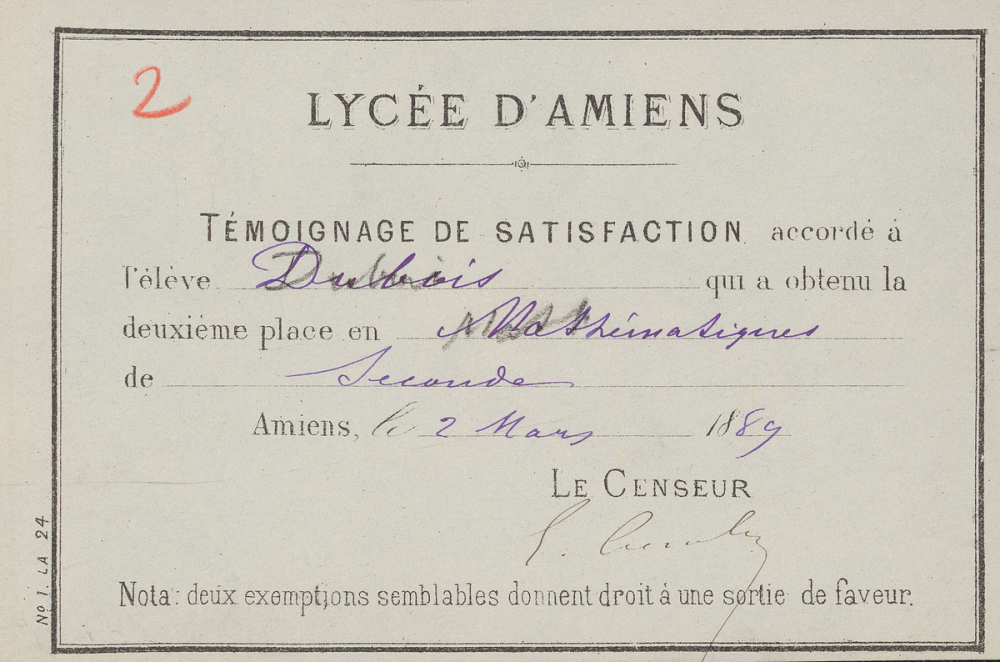 2
LYCÉE D'AMIENS
TÉMOIGNAGE DE SATISFACTION accordé à
l'élève Dubois qui a obtenu la
deuxième place en Mathématiques
de Seconde
Amiens, le 2 Mars 1889
LE CENSEUR
Nota: deux exemptions semblables donnent droit à une sortie de faveur.
Nº 1. LA 24